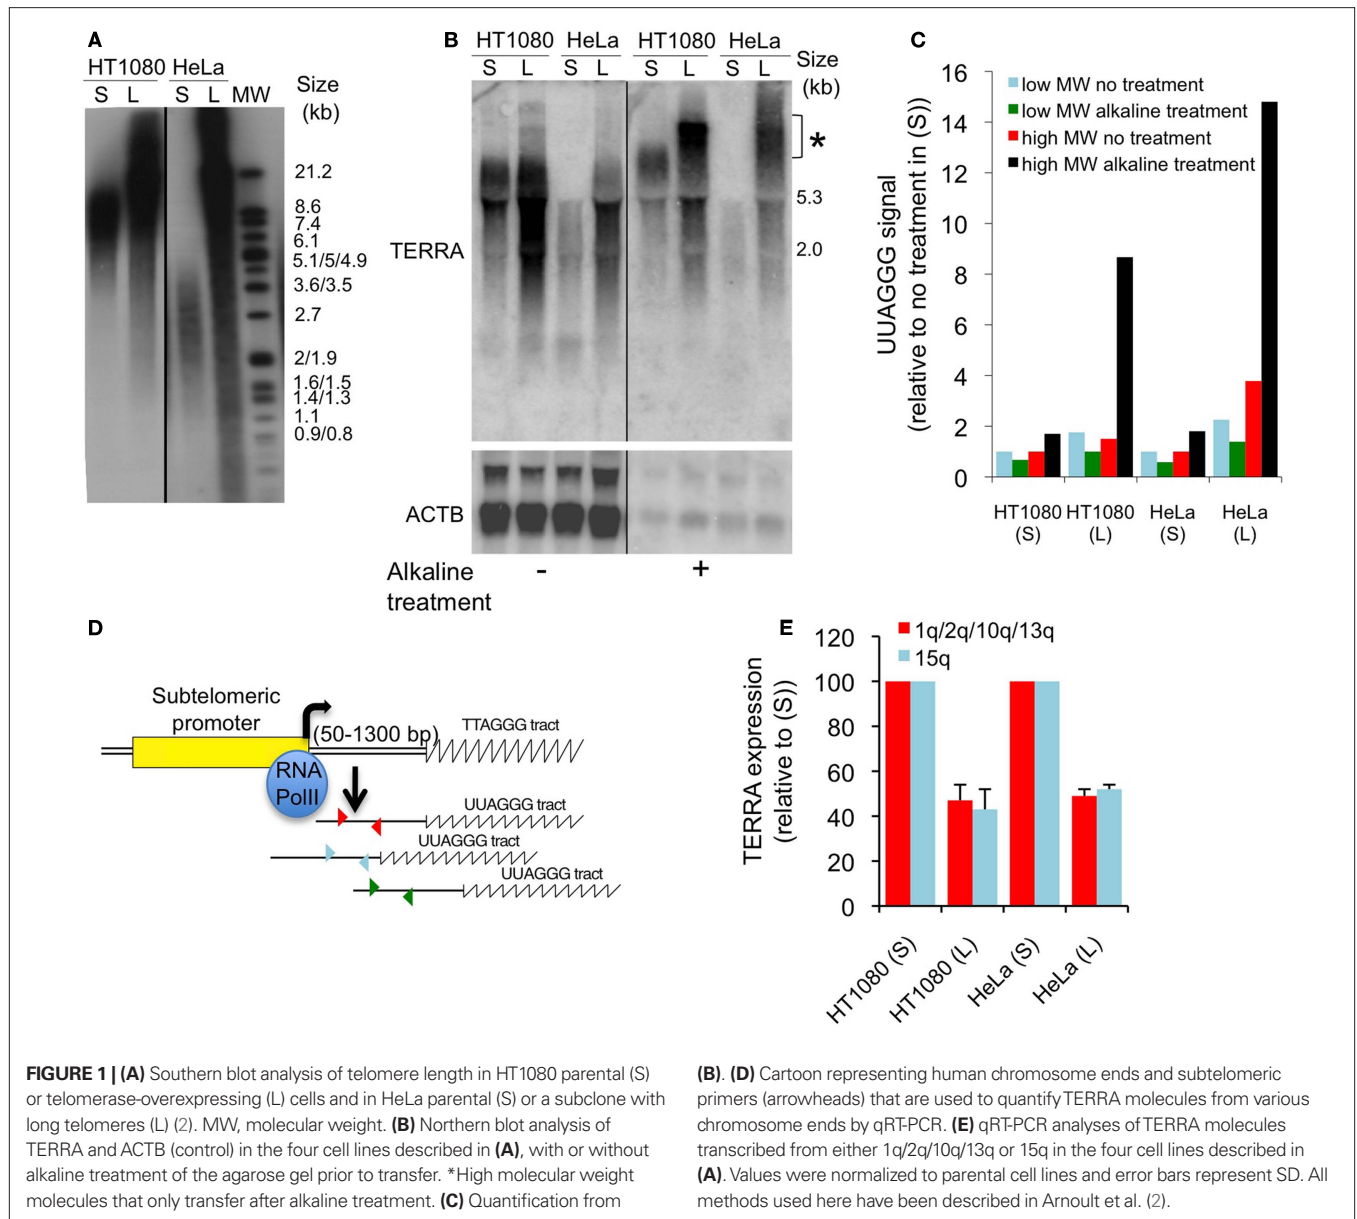 A
HT1080 HeLa
S L S L MW
Size
(kb)
21.2
8.6
7.4
6.1
5.1/5/4.9
3.6/3.5
2.7
2/1.9
1.6/1.5
1.4/1.3
1.1
0.9/0.8
B
HT1080 HeLa HT1080 HeLa
S L S L S L S L
Size
(kb)
*
5.3
2.0
TERRA
ACTB
Alkaline
treatment
- +
C
UUAGGG signal
(relative to no treatment in (S))
16
14
12
10
8
6
4
2
0
low MW no treatment
low MW alkaline treatment
high MW no treatment
high MW alkaline treatment
HT1080 HT1080 HeLa HeLa
(S) (L) (S) (L)
D
Subtelomeric
promoter
(50-1300 bp)
TTAGGG tract
RNA
PolII
UUAGGG tract
UUAGGG tract
UUAGGG tract
E
TERRA expression
(relative to (S))
120
100
80
60
40
20
0
1q/2q/10q/13q
15q
HT1080 (S)
HT1080 (L)
HeLa (S)
HeLa (L)
FIGURE 1 | (A) Southern blot analysis of telomere length in HT1080 parental (S)
or telomerase-overexpressing (L) cells and in HeLa parental (S) or a subclone with
long telomeres (L) (2). MW, molecular weight. (B) Northern blot analysis of
TERRA and ACTB (control) in the four cell lines described in (A), with or without
alkaline treatment of the agarose gel prior to transfer. *High molecular weight
molecules that only transfer after alkaline treatment. (C) Quantification from
(B). (D) Cartoon representing human chromosome ends and subtelomeric
primers (arrowheads) that are used to quantify TERRA molecules from various
chromosome ends by qRT-PCR. (E) qRT-PCR analyses of TERRA molecules
transcribed from either 1q/2q/10q/13q or 15q in the four cell lines described in
(A). Values were normalized to parental cell lines and error bars represent SD. All
methods used here have been described in Arnoult et al. (2).